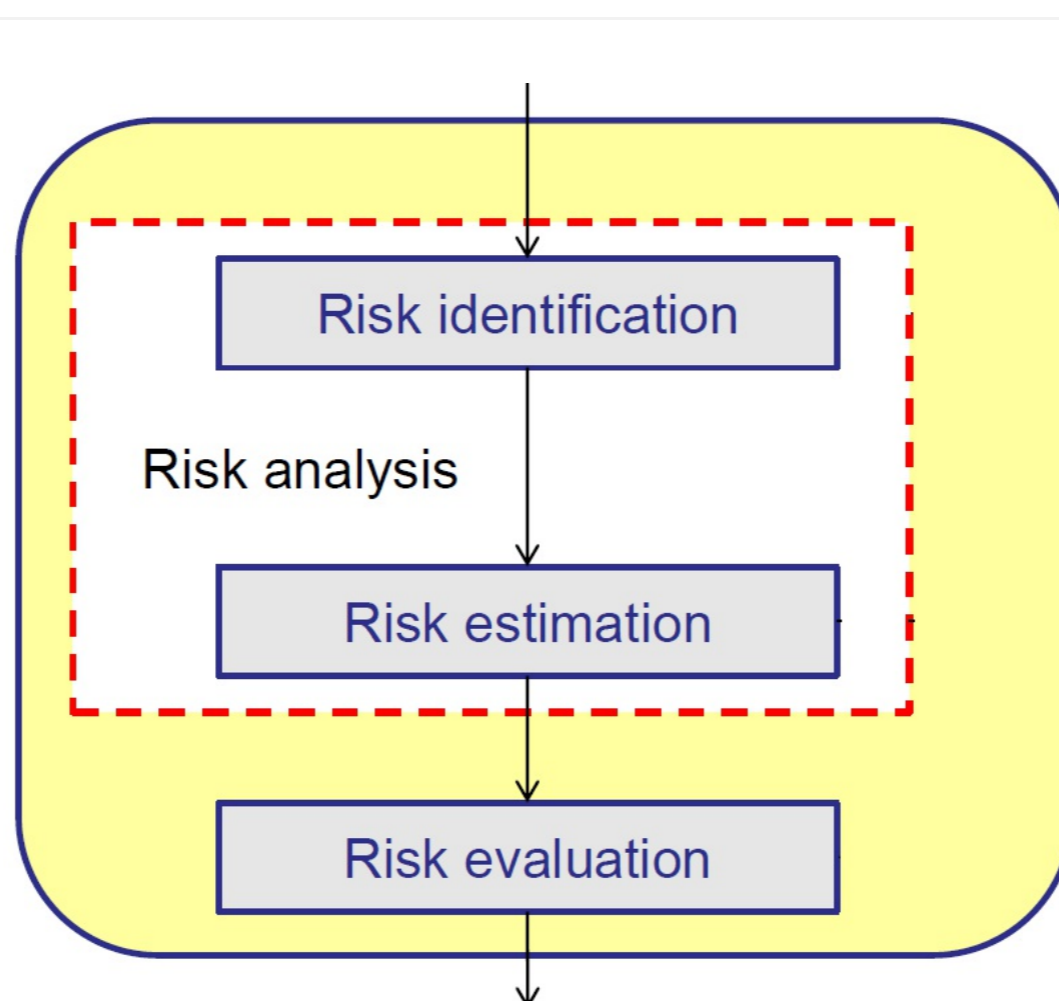 Risk identification
Risk analysis
Risk estimation
Risk evaluation